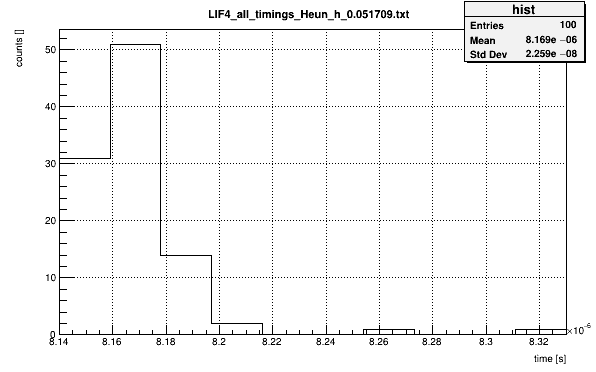 LIF4_all_timings_Heun_h_0.051709.txt
hist
Entries 100
Mean 8.169e −06
Std Dev 2.259e −08
counts []
50
40
30
20
10
0
8.14 8.16 8.18 8.2 8.22 8.24 8.26 8.28 8.3 8.32
×10−6
time [s]